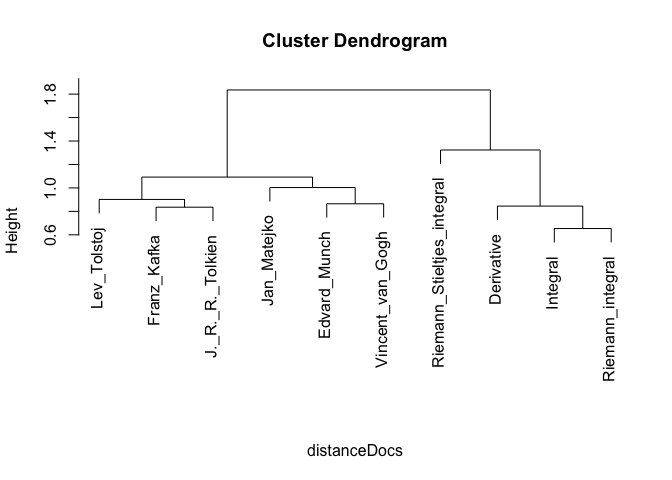 Cluster Dendrogram
Height
1.8
1.4
1.0
0.6
Lev_Tolstoj
Franz_Kafka
J._R._R._Tolkien
Jan_Matejko
Edvard_Munch
Vincent_van_Gogh
Riemann_Stieltjes_integral
Derivative
Integral
Riemann_integral
distanceDocs